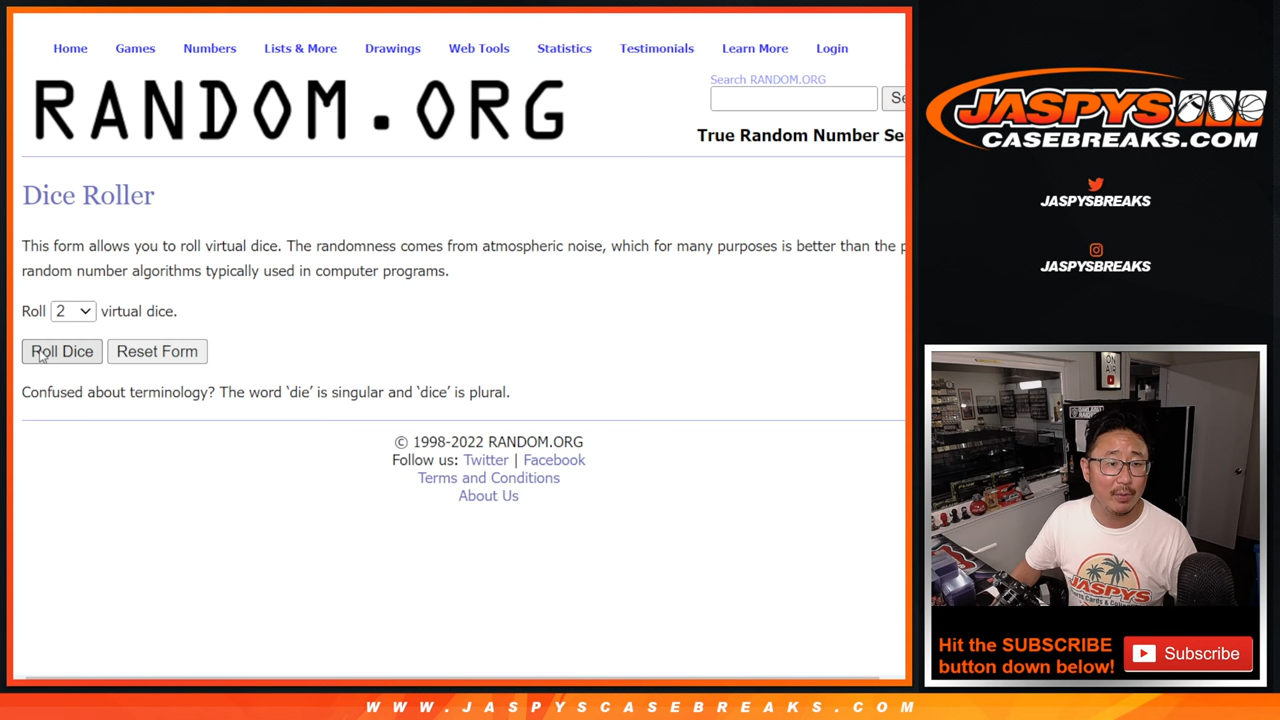 Home Games Numbers Lists & More Drawings Web Tools Statistics Testimonials Learn More Login
RANDOM.ORG
Search RANDOM.ORG
True Random Number Se
Dice Roller
This form allows you to roll virtual dice. The randomness comes from atmospheric noise, which for many purposes is better than the p
random number algorithms typically used in computer programs.
Roll 2 virtual dice.
Roll Dice Reset Form
Confused about terminology? The word ‘die’ is singular and ‘dice’ is plural.
© 1998-2022 RANDOM.ORG
Follow us: Twitter | Facebook
Terms and Conditions
About Us
JASPYS
CASEBREAKS.COM
JASPYSBREAKS
JASPYSBREAKS
ON AIR
JASPYS
Hit the SUBSCRIBE
button down below!
Subscribe
WWW.JASPYSCASEBREAKS.COM